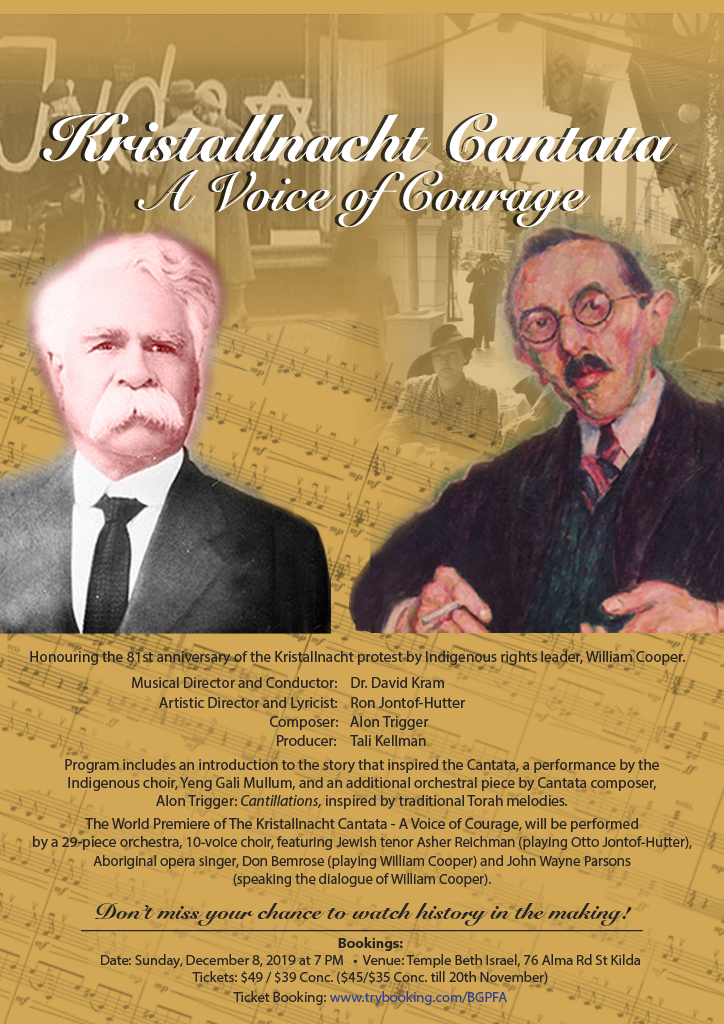 Jude
Kristallnacht Cantata
A Voice of Courage
Honouring the 81st anniversary of the Kristallnacht protest by Indigenous rights leader, William Cooper.
Musical Director and Conductor: Dr. David Kram
Artistic Director and Lyricist: Ron Jontof-Hutter
Composer: Alon Trigger
Producer: Tali Kellman
Program includes an introduction to the story that inspired the Cantata, a performance by the
Indigenous choir, Yeng Gali Mullum, and an additional orchestral piece by Cantata composer,
Alon Trigger: Cantillations, inspired by traditional Torah melodies.
The World Premiere of The Kristallnacht Cantata - A Voice of Courage, will be performed
by a 29-piece orchestra, 10-voice choir, featuring Jewish tenor Asher Reichman (playing Otto Jontof-Hutter),
Aboriginal opera singer, Don Bemrose (playing William Cooper) and John Wayne Parsons
(speaking the dialogue of William Cooper).
Don't miss your chance to watch history in the making!
Bookings:
Date: Sunday, December 8, 2019 at 7 PM • Venue: Temple Beth Israel, 76 Alma Rd St Kilda
Tickets: $49 / $39 Conc. ($45/$35 Conc. till 20th November)
Ticket Booking: www.trybooking.com/BGPFA